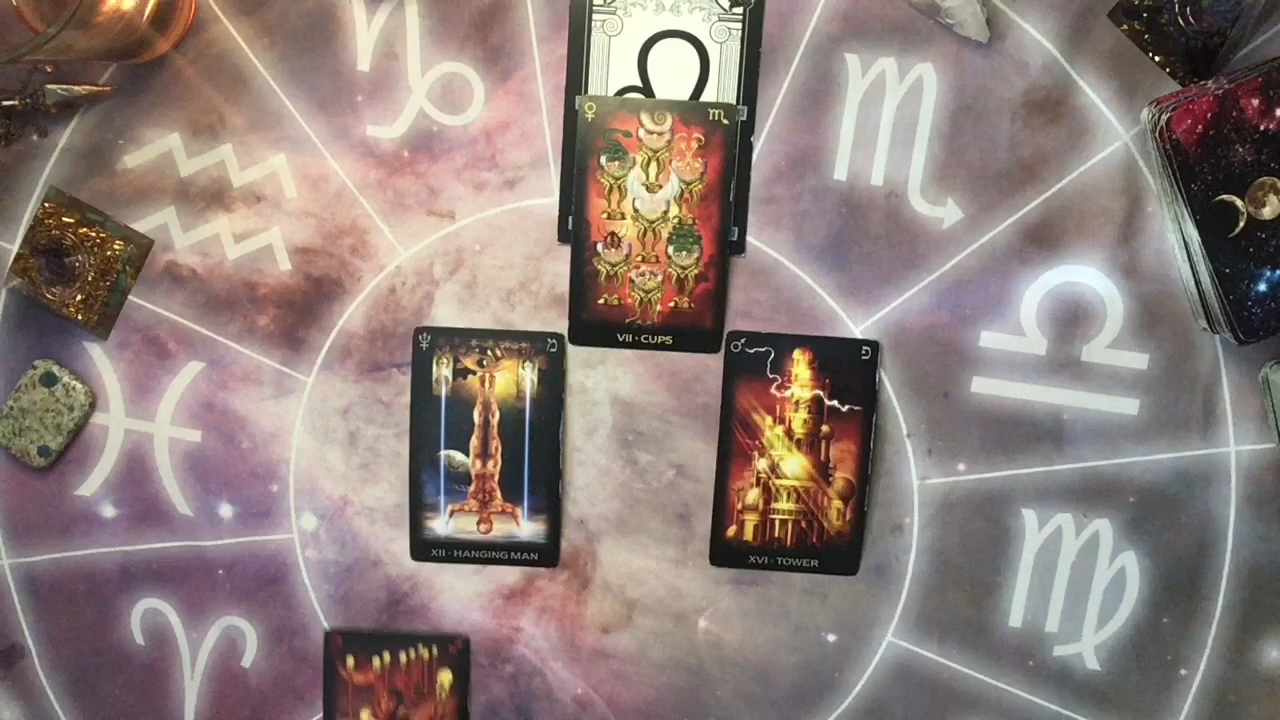 ♀ ♏
VII · CUPS
♆ מ
XII · HANGING MAN
♂ פ
XVI · TOWER